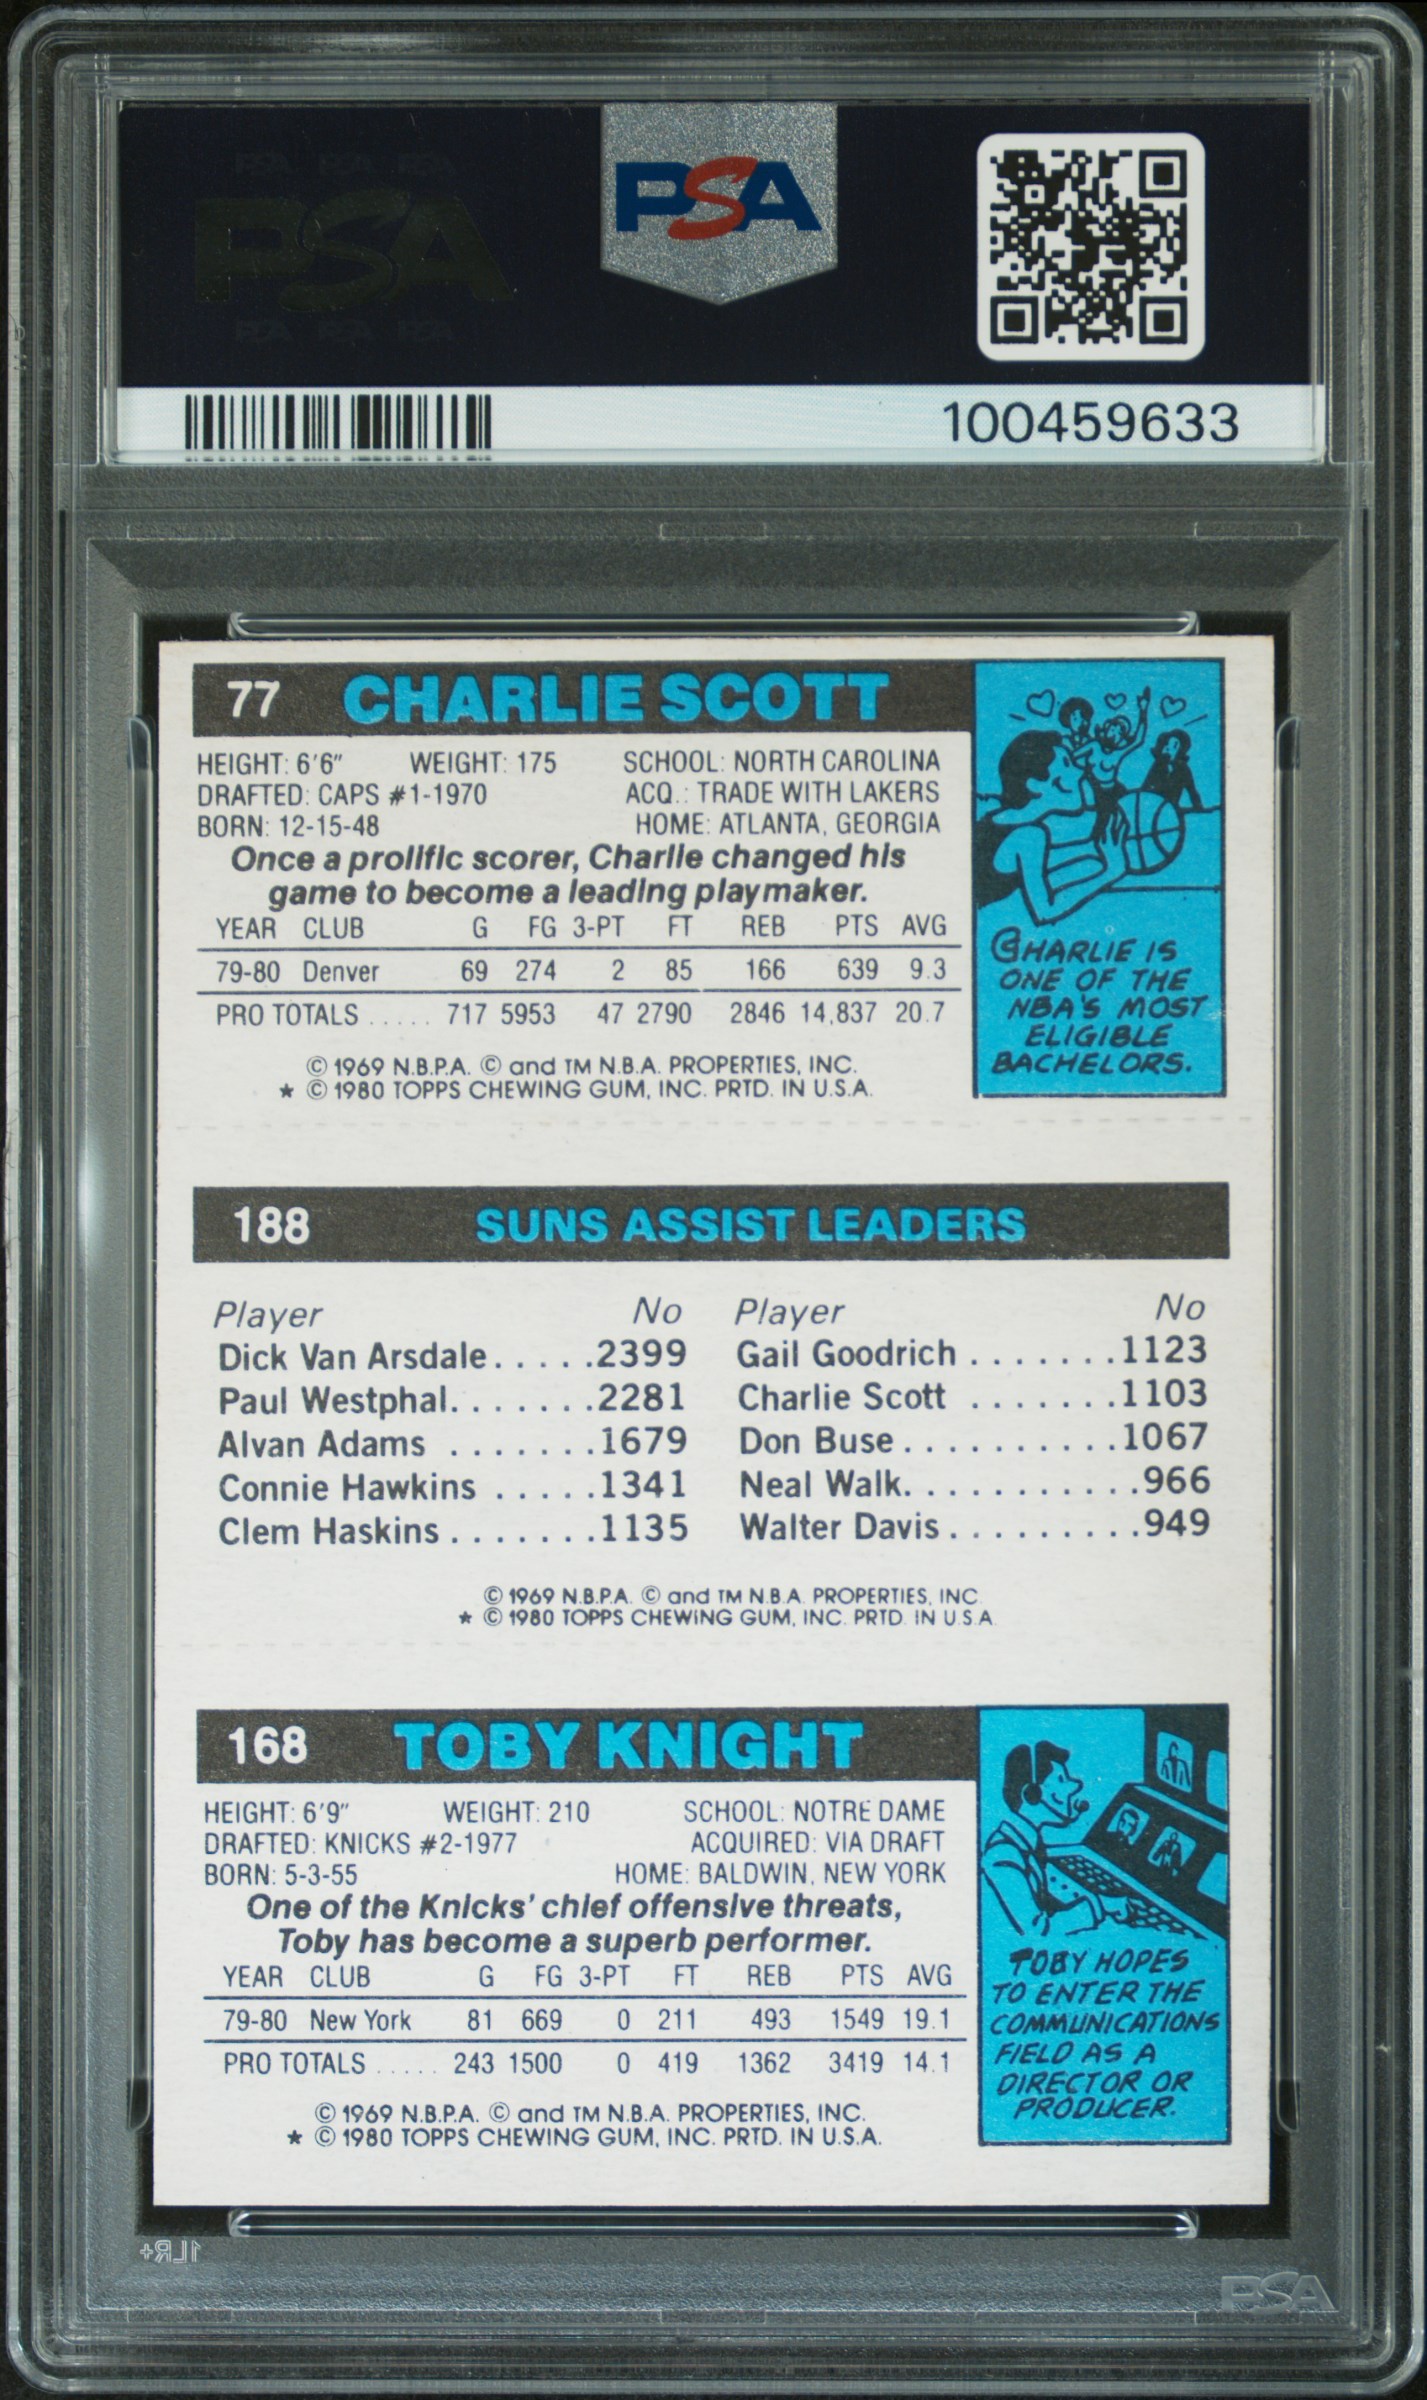 PSA PSA PSA
PSA
PSA PSA PSA
PSA
100459633
77 CHARLIE SCOTT
HEIGHT: 6'6" WEIGHT: 175 SCHOOL: NORTH CAROLINA
DRAFTED: CAPS #1-1970 ACQ.: TRADE WITH LAKERS
BORN: 12-15-48 HOME: ATLANTA, GEORGIA
Once a prolific scorer, Charlie changed his
game to become a leading playmaker.
YEAR CLUB G FG 3-PT FT REB PTS AVG
79-80 Denver 69 274 2 85 166 639 9.3
PRO TOTALS ..... 717 5953 47 2790 2846 14,837 20.7
© 1969 N.B.P.A. © and TM N.B.A. PROPERTIES, INC.
★ © 1980 TOPPS CHEWING GUM, INC. PRTD. IN U.S.A.
CHARLIE IS
ONE OF THE
NBA'S MOST
ELIGIBLE
BACHELORS.
188 SUNS ASSIST LEADERS
Player No Player No
Dick Van Arsdale.....2399 Gail Goodrich.......1123
Paul Westphal.......2281 Charlie Scott .......1103
Alvan Adams .......1679 Don Buse..........1067
Connie Hawkins .....1341 Neal Walk...........966
Clem Haskins.......1135 Walter Davis.........949
© 1969 N.B.P.A. © and TM N.B.A. PROPERTIES, INC.
★ © 1980 TOPPS CHEWING GUM, INC. PRTD. IN U.S.A.
168 TOBY KNIGHT
HEIGHT: 6'9" WEIGHT: 210 SCHOOL: NOTRE DAME
DRAFTED: KNICKS #2-1977 ACQUIRED: VIA DRAFT
BORN: 5-3-55 HOME: BALDWIN, NEW YORK
One of the Knicks' chief offensive threats,
Toby has become a superb performer.
YEAR CLUB G FG 3-PT FT REB PTS AVG
79-80 New York 81 669 0 211 493 1549 19.1
PRO TOTALS ..... 243 1500 0 419 1362 3419 14.1
© 1969 N.B.P.A. © and TM N.B.A. PROPERTIES, INC.
★ © 1980 TOPPS CHEWING GUM, INC. PRTD. IN U.S.A.
TOBY HOPES
TO ENTER THE
COMMUNICATIONS
FIELD AS A
DIRECTOR OR
PRODUCER.
1LR+
PSA